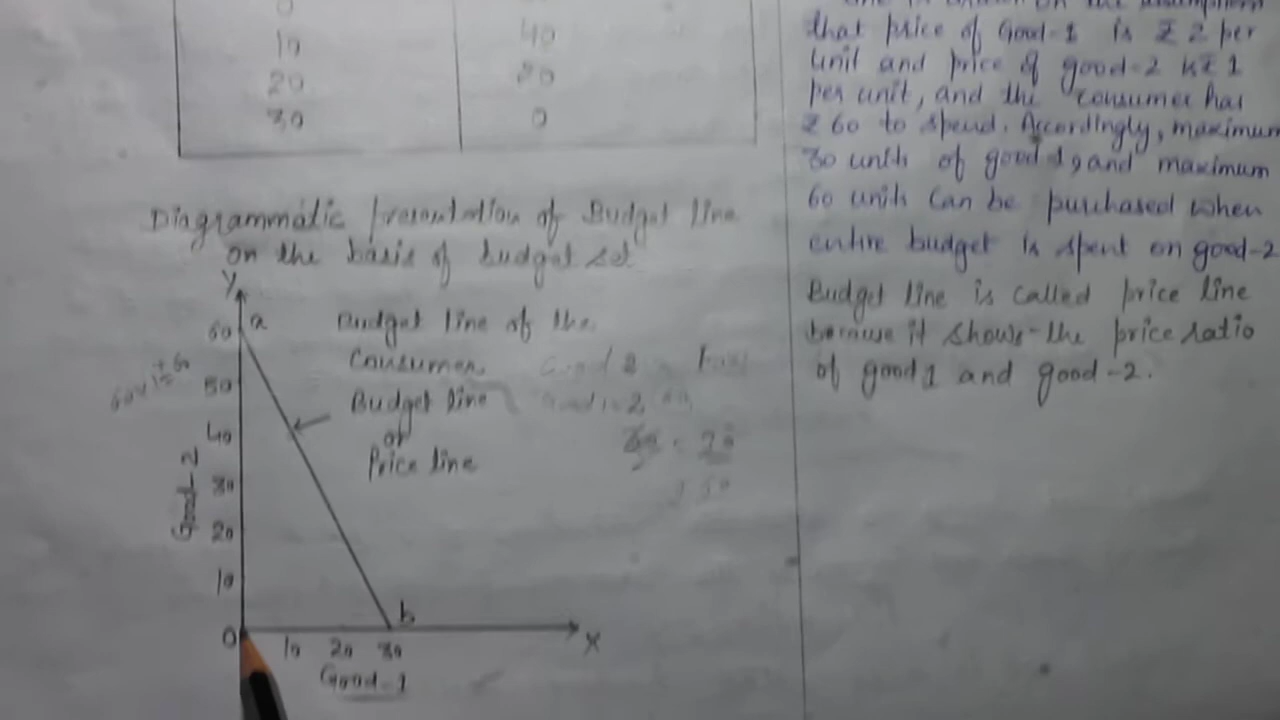 0
10 40
20 20
30 0
Diagrammatic presentation of Budget line
on the basis of budget set
Y
60 a
50
40
30
20
10
0
Good-2
Budget line of the
Consumer
Budget line
or
Price line
b
X
10 20 30
Good-1
Good 2
that price of Good-1 is ₹ 2 per
Unit and price of good-2 is ₹ 1
per unit, and the consumer has
₹ 60 to spend. Accordingly, maximum
30 units of good 1, and maximum
60 units can be purchased when
entire budget is spent on good-2
Budget line is called price line
because it shows the price ratio
of good 1 and good-2.